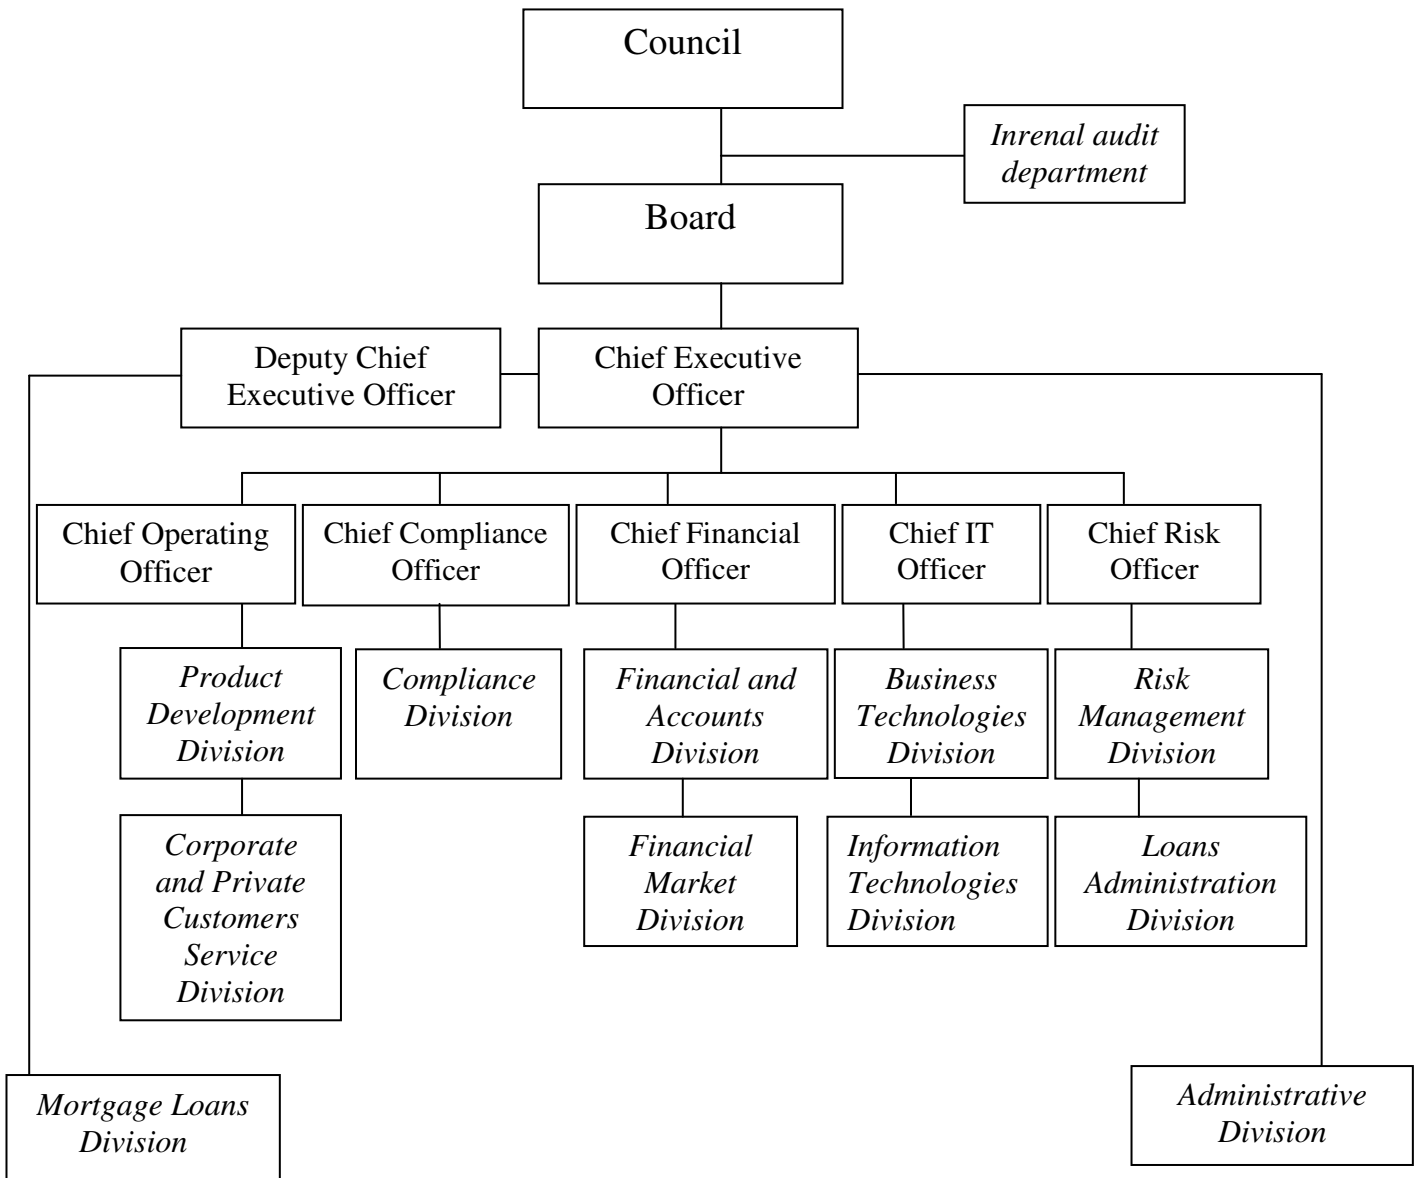 Council
Inrenal audit
department
Board
Deputy Chief
Executive Officer
Chief Executive
Officer
Chief Operating
Officer
Chief Compliance
Officer
Chief Financial
Officer
Chief IT
Officer
Chief Risk
Officer
Product
Development
Division
Compliance
Division
Financial and
Accounts
Division
Business
Technologies
Division
Risk
Management
Division
Corporate
and Private
Customers
Service
Division
Financial
Market
Division
Information
Technologies
Division
Loans
Administration
Division
Mortgage Loans
Division
Administrative
Division